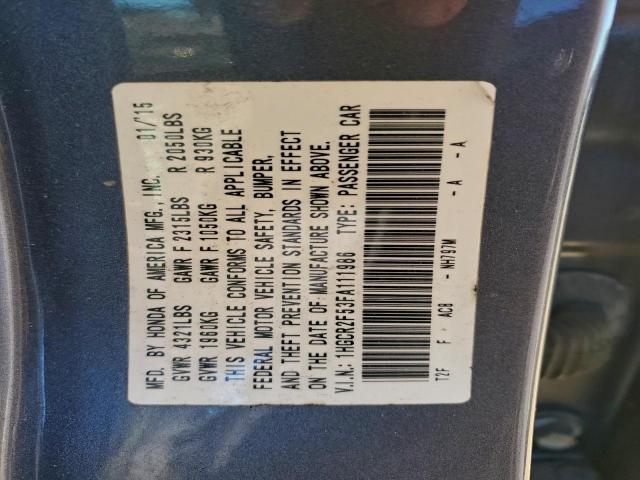 MFD. BY HONDA OF AMERICA MFG., INC. 01/'15
GVWR 4321LBS GAWR F 2315LBS R 2050LBS
GVWR 1960KG GAWR F 1051KG R 930KG
THIS VEHICLE CONFORMS TO ALL APPLICABLE
FEDERAL MOTOR VEHICLE SAFETY, BUMPER,
AND THEFT PREVENTION STANDARDS IN EFFECT
ON THE DATE OF MANUFACTURE SHOWN ABOVE.
V.I.N.: 1HGCR2F53FA111986 TYPE: PASSENGER CAR
T2F F AC8 - NH797M - A - A